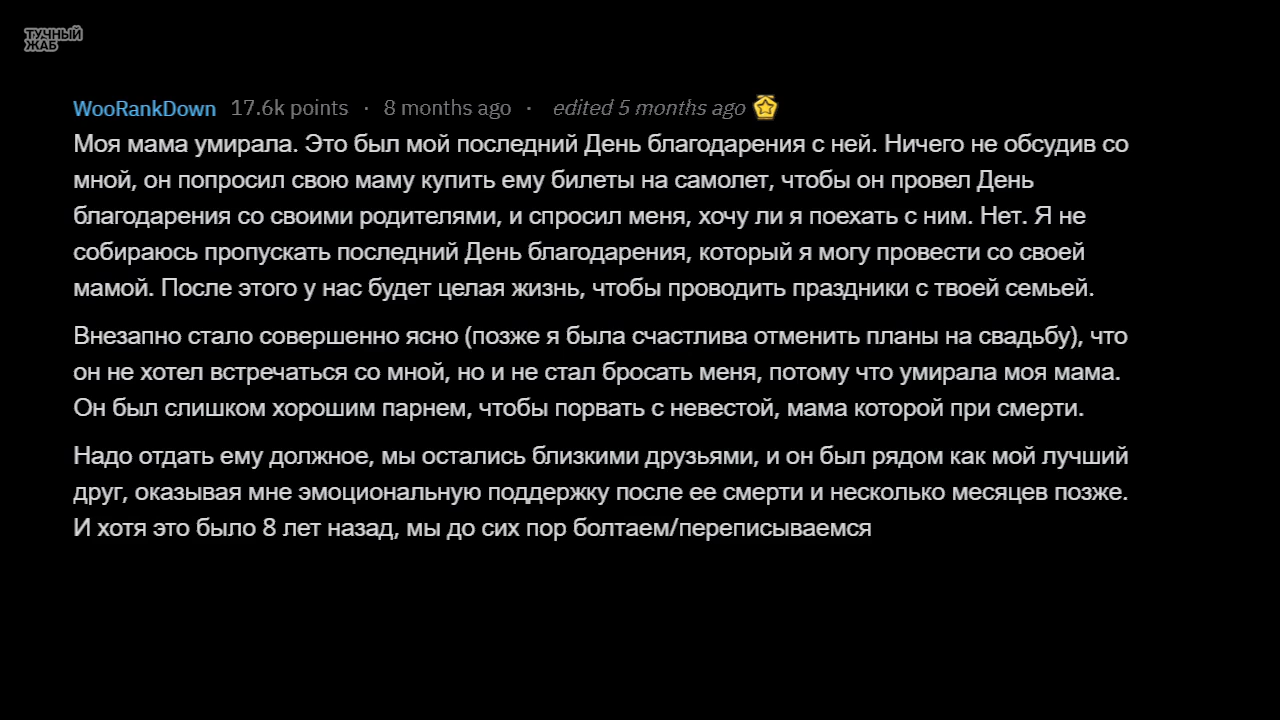 ТУЧНЫЙ
ЖАБ
WooRankDown 17.6k points · 8 months ago · edited 5 months ago
Моя мама умирала. Это был мой последний День благодарения с ней. Ничего не обсудив со
мной, он попросил свою маму купить ему билеты на самолет, чтобы он провел День
благодарения со своими родителями, и спросил меня, хочу ли я поехать с ним. Нет. Я не
собираюсь пропускать последний День благодарения, который я могу провести со своей
мамой. После этого у нас будет целая жизнь, чтобы проводить праздники с твоей семьей.
Внезапно стало совершенно ясно (позже я была счастлива отменить планы на свадьбу), что
он не хотел встречаться со мной, но и не стал бросать меня, потому что умирала моя мама.
Он был слишком хорошим парнем, чтобы порвать с невестой, мама которой при смерти.
Надо отдать ему должное, мы остались близкими друзьями, и он был рядом как мой лучший
друг, оказывая мне эмоциональную поддержку после ее смерти и несколько месяцев позже.
И хотя это было 8 лет назад, мы до сих пор болтаем/переписываемся